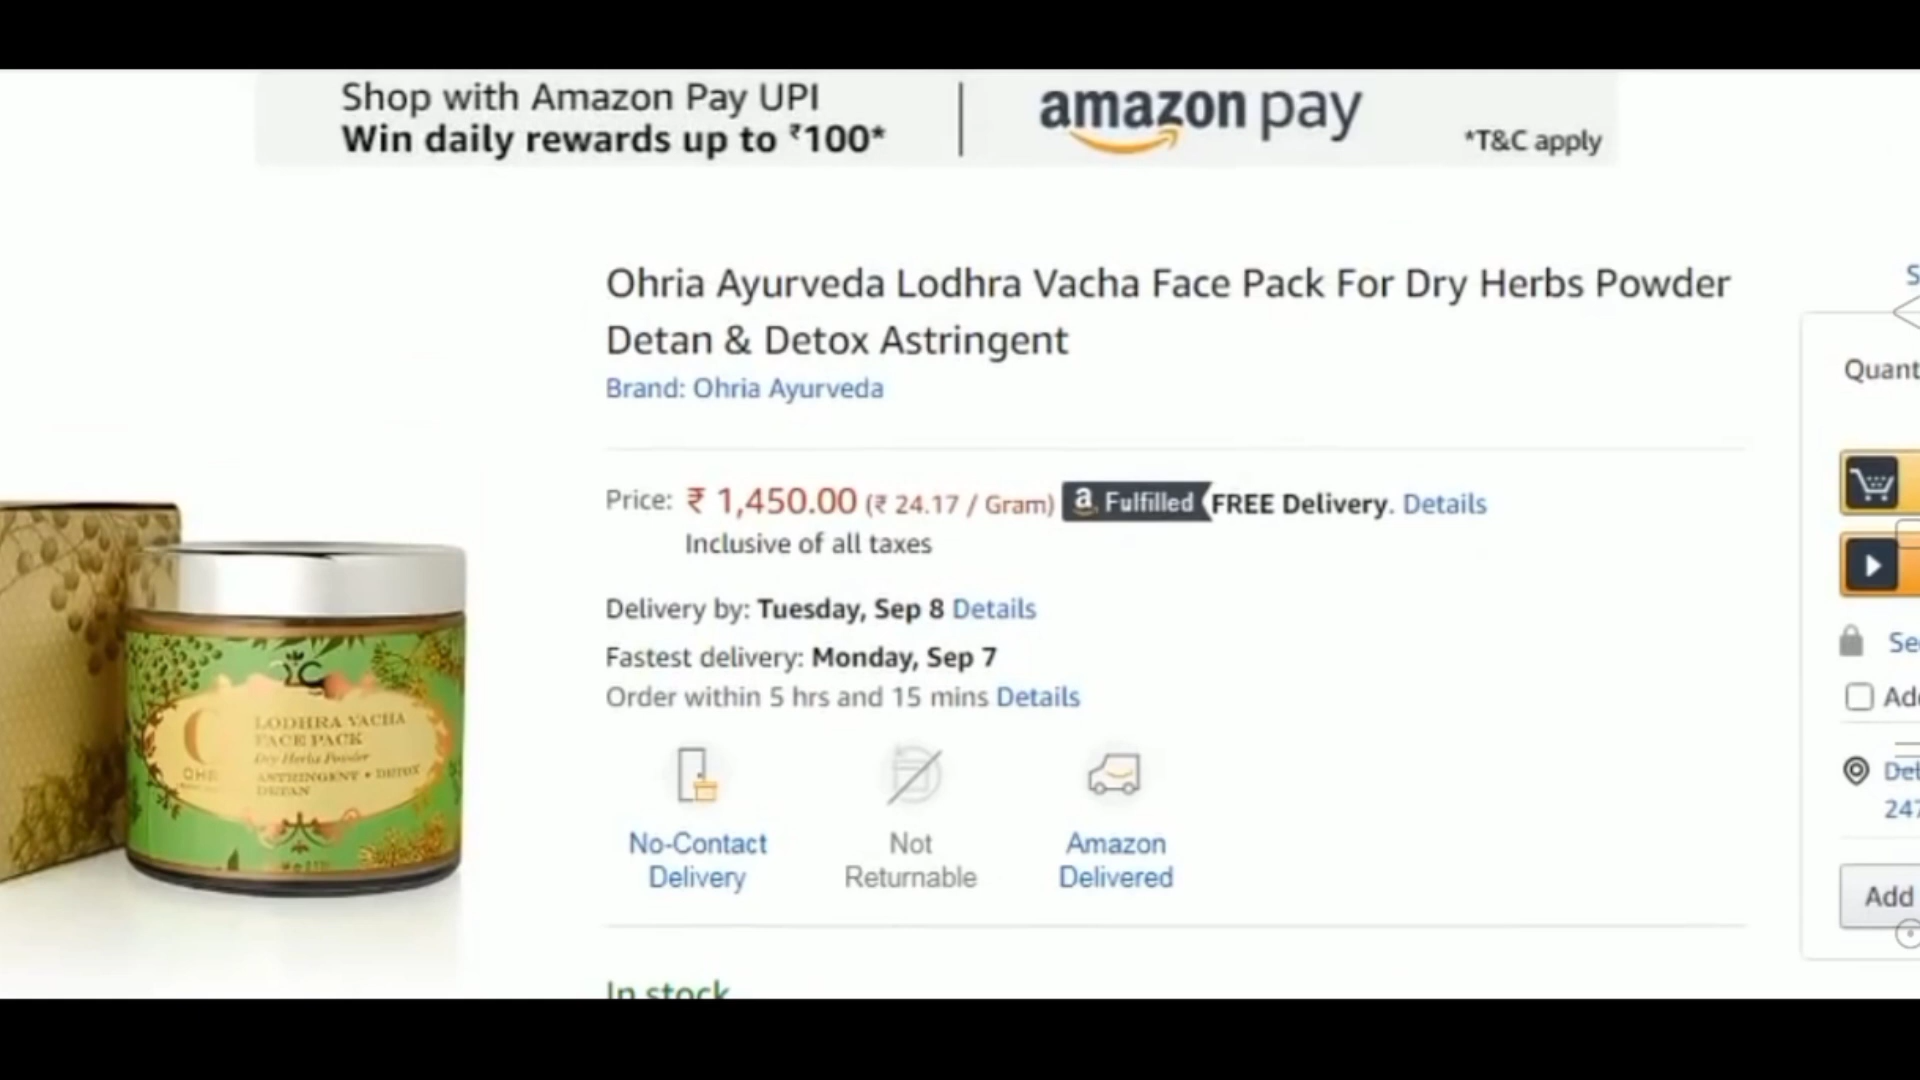 Shop with Amazon Pay UPI
Win daily rewards up to ₹100*
amazon pay
*T&C apply
Ohria Ayurveda Lodhra Vacha Face Pack For Dry Herbs Powder
Detan & Detox Astringent
Brand: Ohria Ayurveda
Price: ₹ 1,450.00 (₹ 24.17 / Gram) a Fulfilled FREE Delivery. Details
Inclusive of all taxes
Delivery by: Tuesday, Sep 8 Details
Fastest delivery: Monday, Sep 7
Order within 5 hrs and 15 mins Details
No-Contact
Delivery
Not
Returnable
Amazon
Delivered
In stock
LODHRA VACHA
FACE PACK
Dry Herbs Powder
ASTRINGENT • DETOX
DETAN
Quant
Add